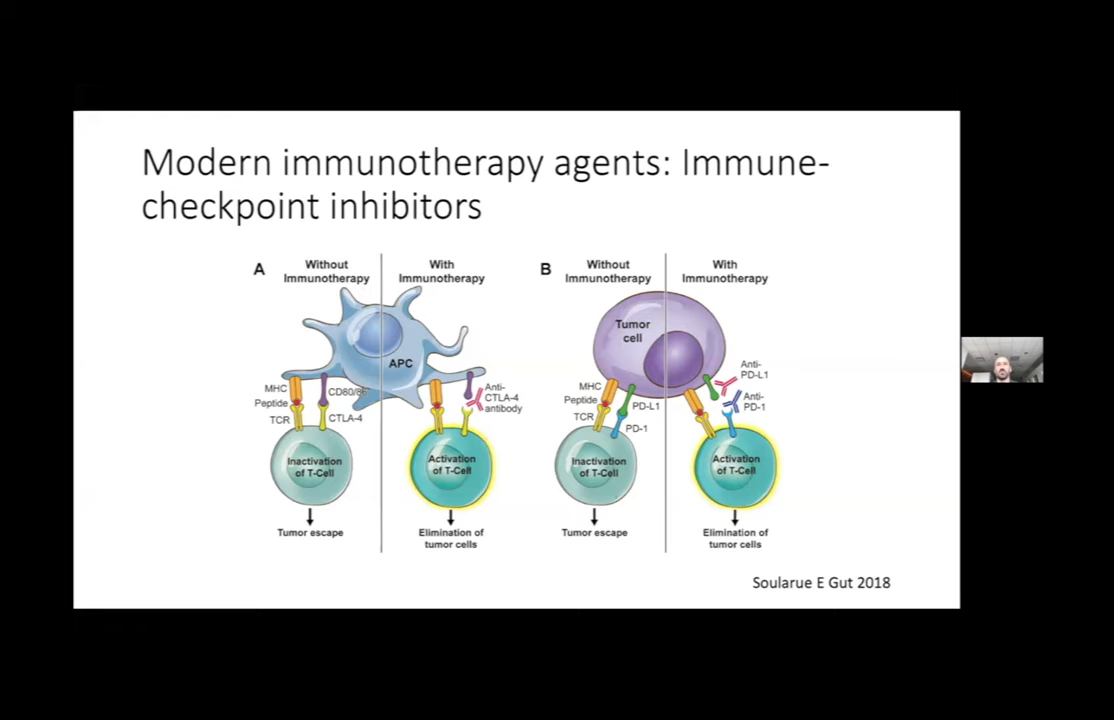 Modern immunotherapy agents: Immune-
checkpoint inhibitors
A
Without
Immunotherapy
With
Immunotherapy
APC
MHC
Peptide
TCR
CD80/86
CTLA-4
Anti-
CTLA-4
antibody
Inactivation
of T-Cell
Activation
of T-Cell
Tumor escape
Elimination of
tumor cells
B
Without
Immunotherapy
With
Immunotherapy
Tumor
cell
MHC
Peptide
TCR
PD-L1
PD-1
Anti-
PD-L1
Anti-
PD-1
Inactivation
of T-Cell
Activation
of T-Cell
Tumor escape
Elimination of
tumor cells
Soularue E Gut 2018